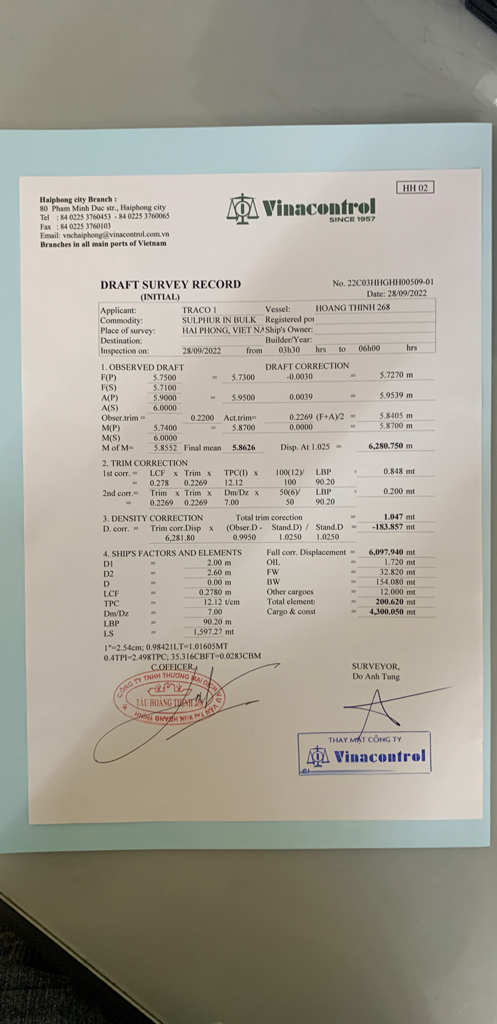 HH 02
Haiphong city Branch :
80 Pham Minh Duc str., Haiphong city
Tel : 84 0225 3760453 - 84 0225 3760065
Fax : 84 0225 3760103
Email: vnchaiphong@vinacontrol.com.vn
Branches in all main ports of Vietnam
Vinacontrol
SINCE 1957
DRAFT SURVEY RECORD
(INITIAL)
No. 22C03HHGHH00509-01
Date: 28/09/2022
Applicant: TRACO 1 Vessel: HOANG THINH 268
Commodity: SULPHUR IN BULK Registered por
Place of survey: HAI PHONG, VIET NA Ship's Owner:
Destination: Builder/Year:
Inspection on: 28/09/2022 from 03h30 hrs to 06h00 hrs
1. OBSERVED DRAFT DRAFT CORRECTION
F(P) 5.7500 = 5.7300 -0.0030 = 5.7270 m
F(S) 5.7100
A(P) 5.9000 = 5.9500 0.0039 = 5.9539 m
A(S) 6.0000
Obser.trim = 0.2200 Act.trim= 0.2269 (F+A)/2 = 5.8405 m
M(P) 5.7400 = 5.8700 0.0000 = 5.8700 m
M(S) 6.0000
M of M= 5.8552 Final mean 5.8626 Disp. At 1.025 = 6,280.750 m
2. TRIM CORRECTION
1st corr. = LCF x Trim x TPC(I) x 100(12)/ LBP = 0.848 mt
= 0.278 0.2269 12.12 100 90.20
2nd corr.= Trim x Trim x Dm/Dz x 50(6)/ LBP = 0.200 mt
= 0.2269 0.2269 7.00 50 90.20
3. DENSITY CORRECTION Total trim corection = 1.047 mt
D. corr. = Trim corr.Disp x (Obser.D - Stand.D) / Stand.D = -183.857 mt
6,281.80 0.9950 1.0250 1.0250
4. SHIP'S FACTORS AND ELEMENTS Full corr. Displacement = 6,097.940 mt
D1 = 2.00 m OIL = 1.720 mt
D2 = 2.60 m FW = 32.820 mt
D = 0.00 m BW = 154.080 mt
LCF = 0.2780 m Other cargoes = 12.000 mt
TPC = 12.12 t/cm Total element: = 200.620 mt
Dm/Dz = 7.00 Cargo & const = 4,300.050 mt
LBP = 90.20 m
LS = 1,597.27 mt
1"=2.54cm; 0.9842 1LT=1.01605MT
0.4TPI=2.498TPC; 35.316CBFT=0.0283CBM
C.OFFICER,
SURVEYOR,
Do Anh Tung
CÔNG TY TNHH THƯƠNG MẠI DỊCH VỤ VẬN TẢI
TÀU HOANG THINH
THAY MẶT CÔNG TY
Vinacontrol